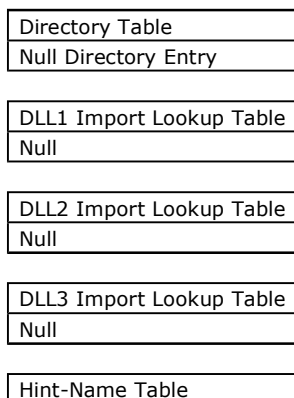 Directory Table
Null Directory Entry
DLL1 Import Lookup Table
Null
DLL2 Import Lookup Table
Null
DLL3 Import Lookup Table
Null
Hint-Name Table